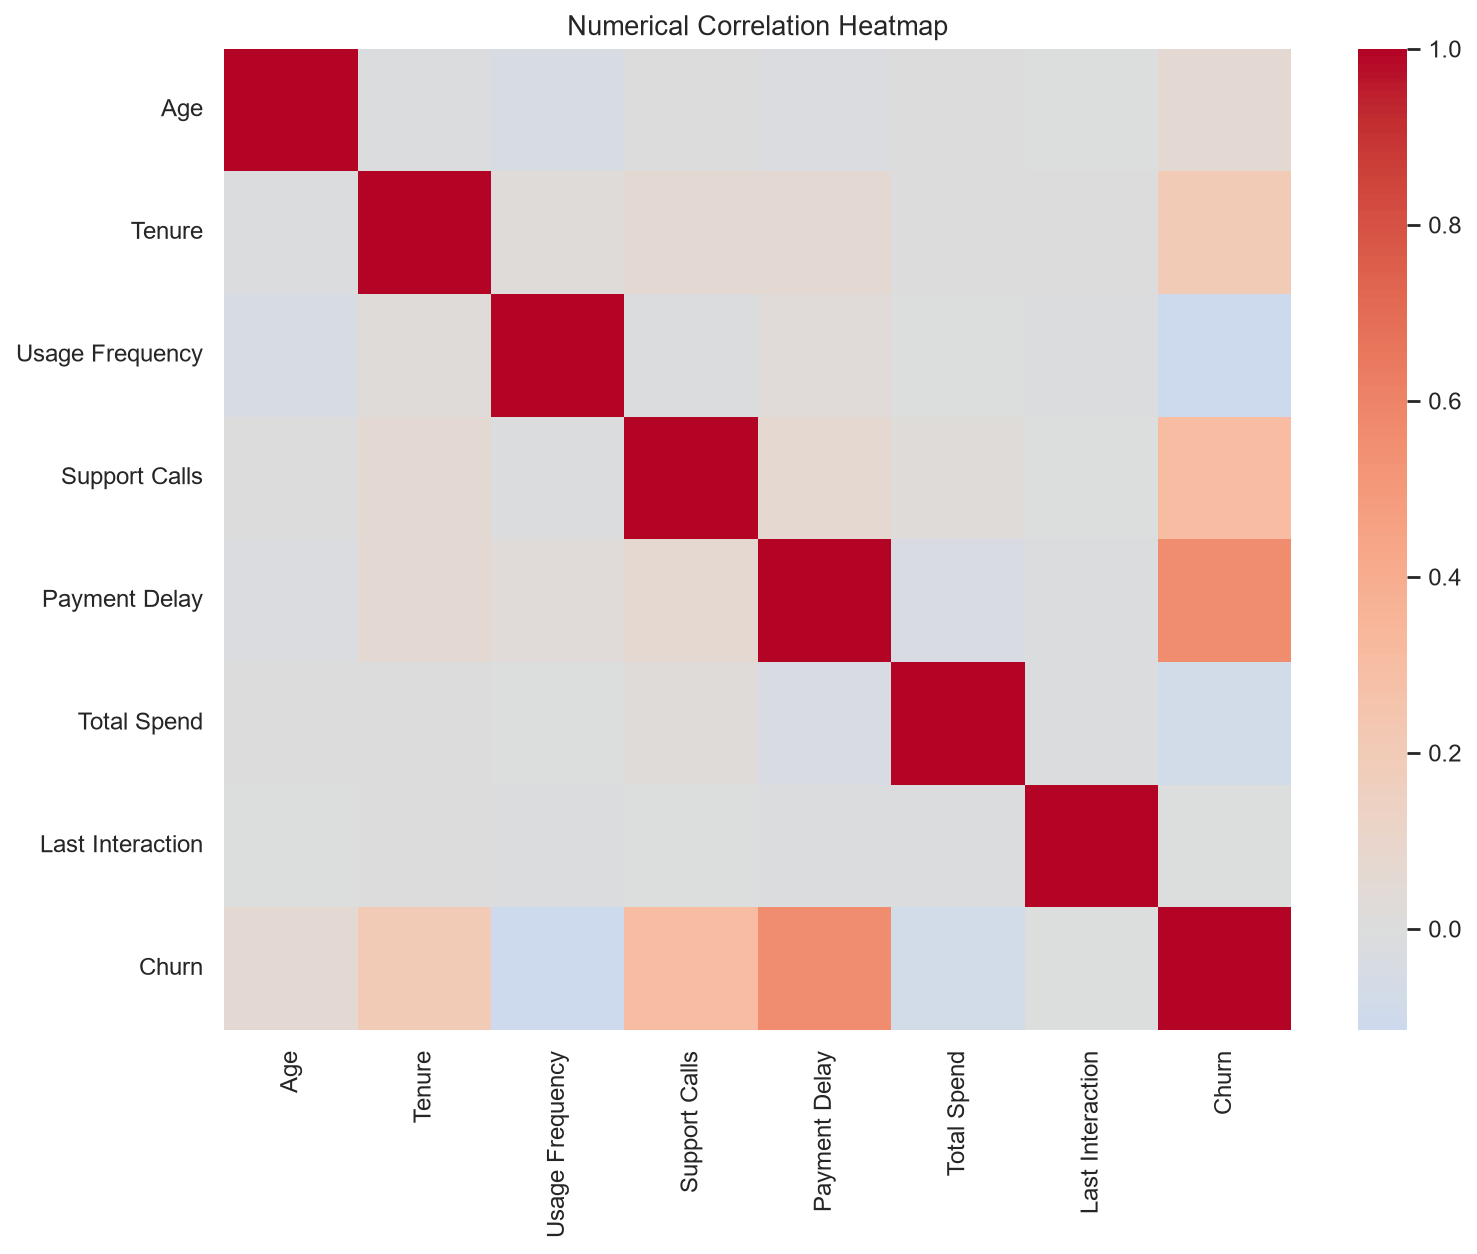 Numerical Correlation Heatmap
Age
Tenure
Usage Frequency
Support Calls
Payment Delay
Total Spend
Last Interaction
Churn
Age
Tenure
Usage Frequency
Support Calls
Payment Delay
Total Spend
Last Interaction
Churn
1.0
0.8
0.6
0.4
0.2
0.0